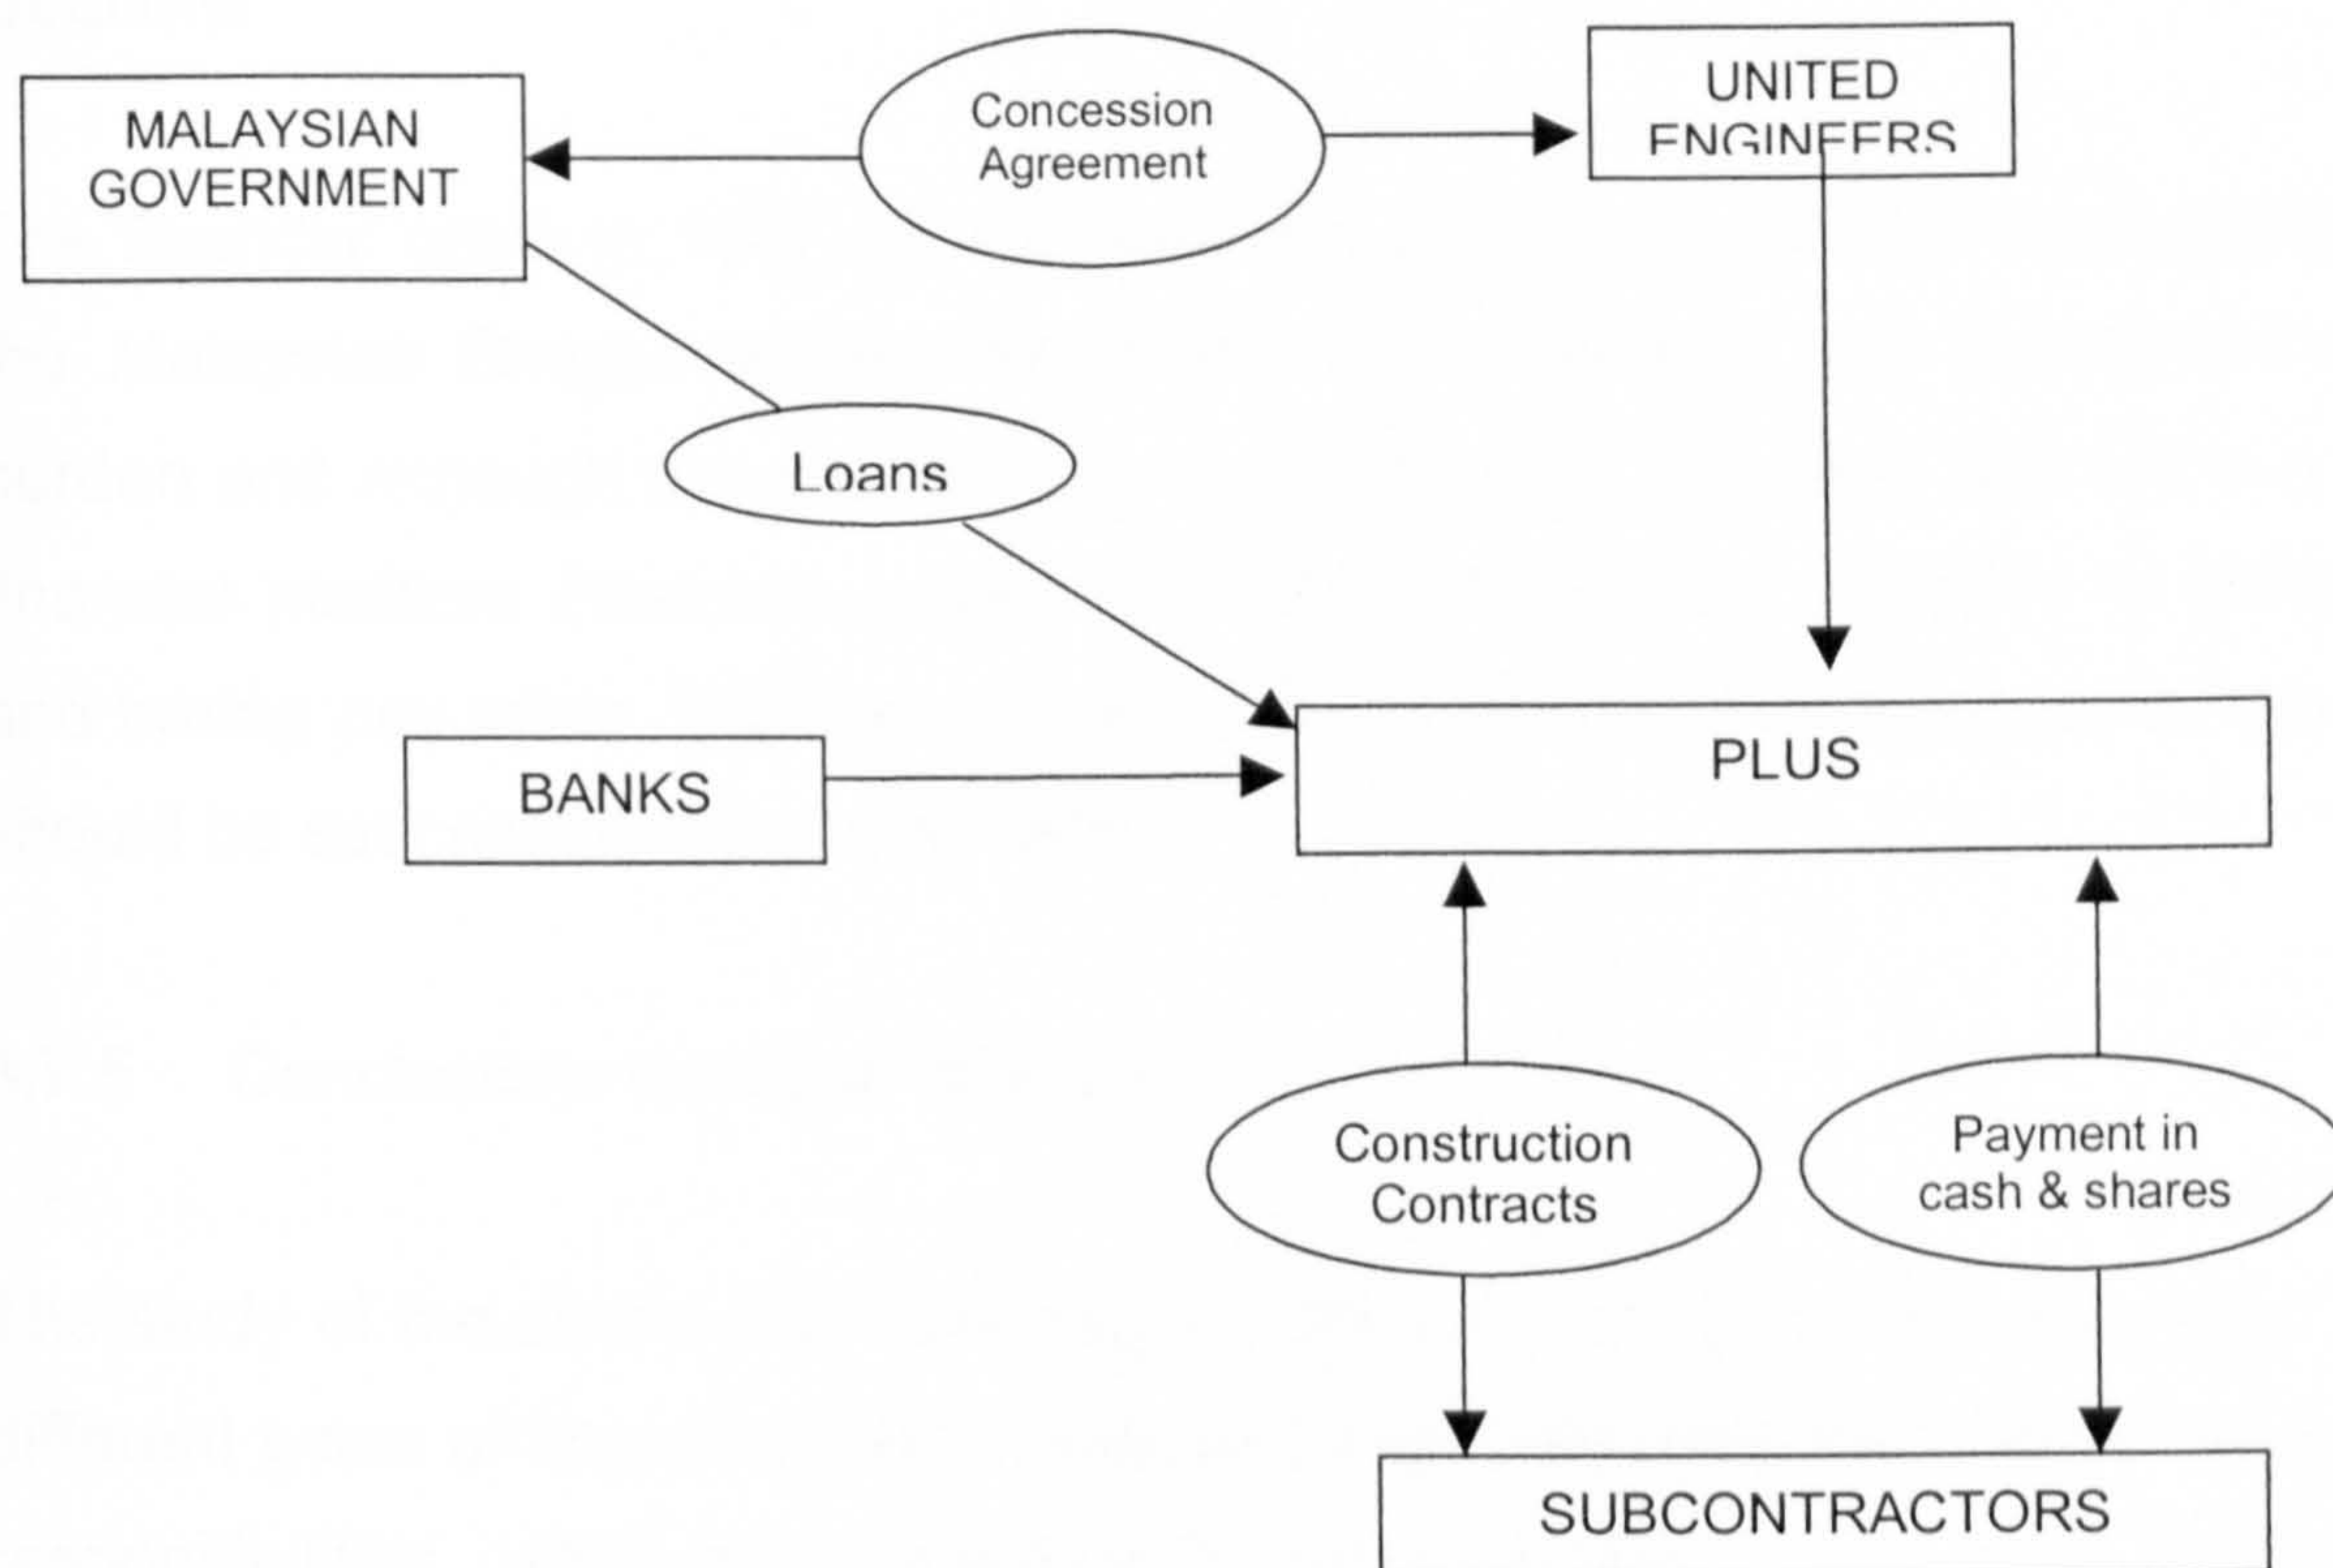 MALAYSIAN
GOVERNMENT
Concession
Agreement
UNITED
ENGINEERS
Loans
BANKS
PLUS
Construction
Contracts
Payment in
cash & shares
SUBCONTRACTORS